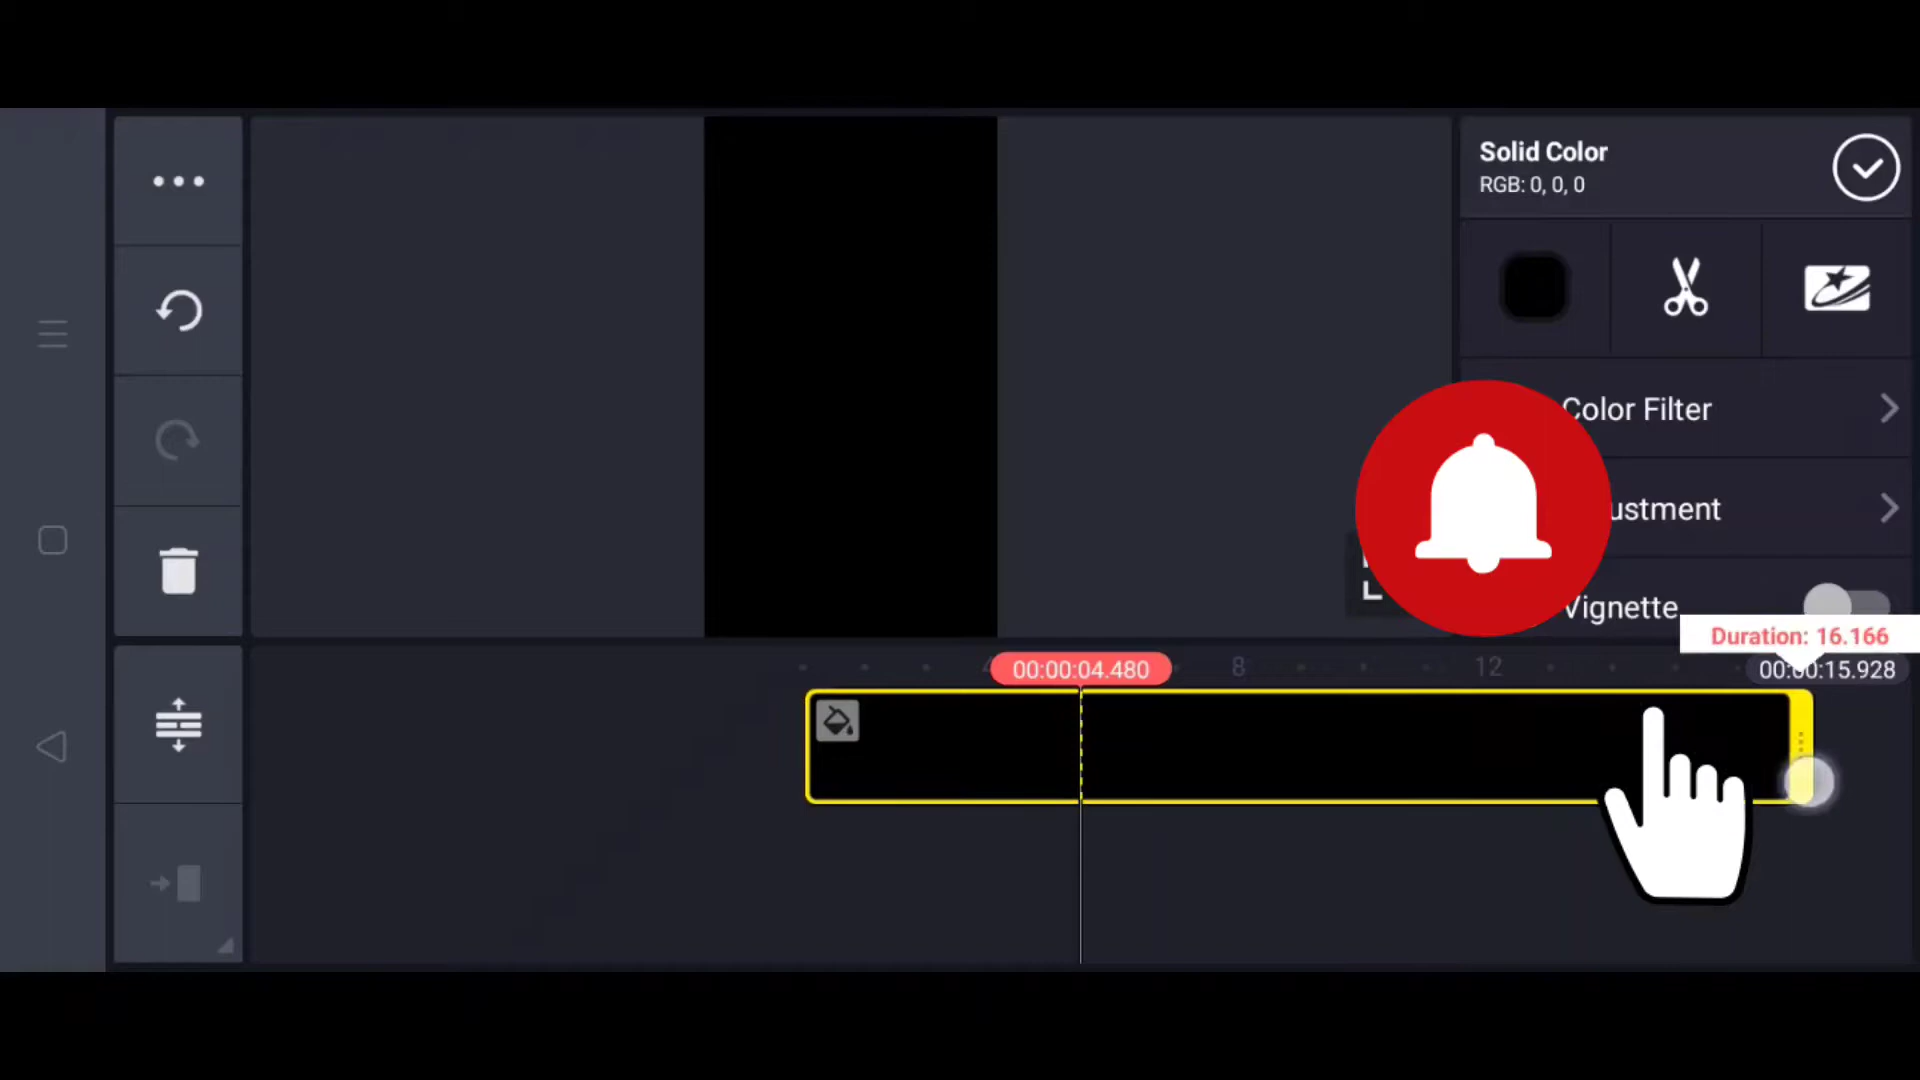 Solid Color
RGB: 0, 0, 0
Color Filter
ustment
Vignette
Duration: 16.166
00:00:04.480
8
12
00:00:15.928